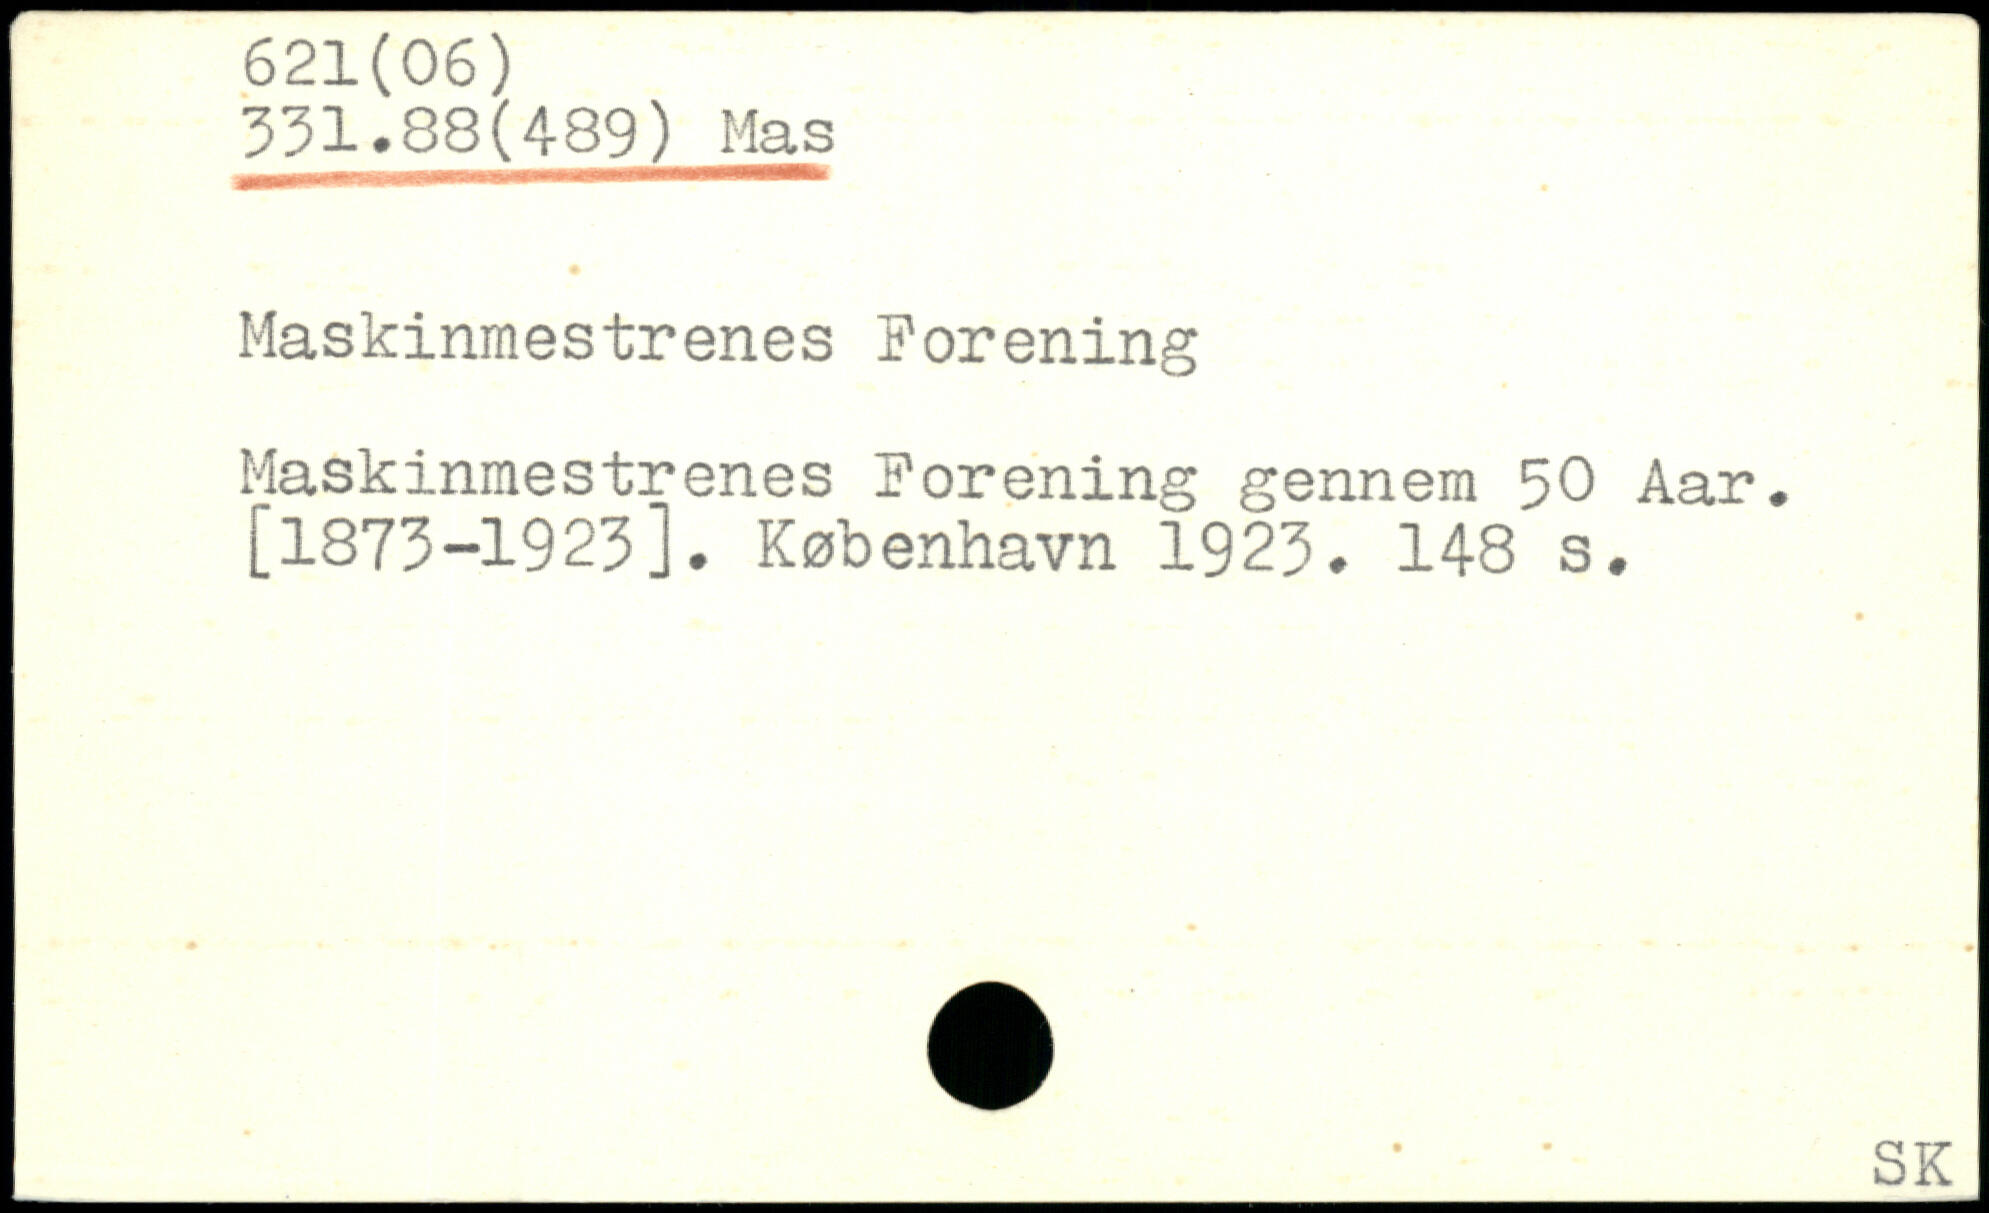 621(06)
331.88(489) Mas
Maskinmestrenes Forening
Maskinmestrenes Forening gennem 50 Aar.
[1873-1923]. København 1923. 148 s.
SK